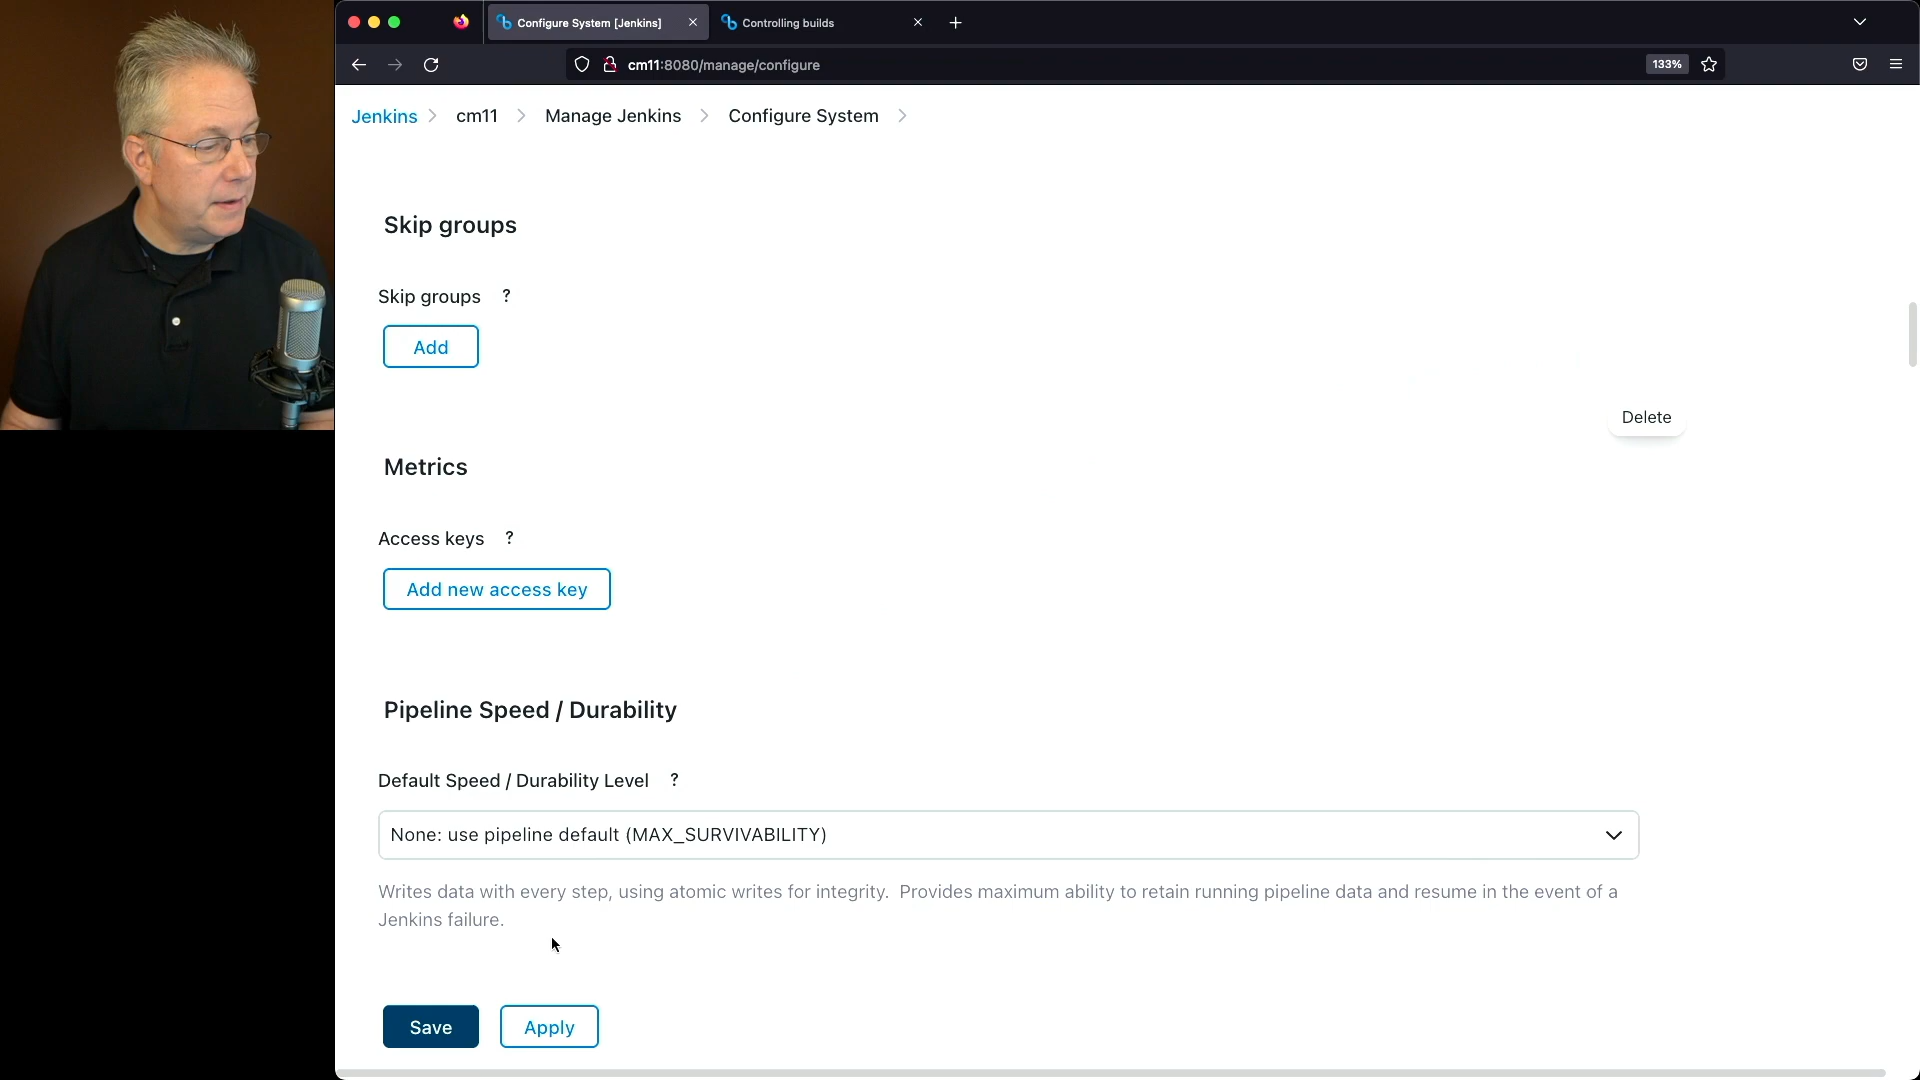 Configure System [Jenkins]
Controlling builds
cm11:8080/manage/configure
133%
Jenkins
cm11
Manage Jenkins
Configure System
Skip groups
Skip groups ?
Add
Delete
Metrics
Access keys ?
Add new access key
Pipeline Speed / Durability
Default Speed / Durability Level ?
None: use pipeline default (MAX_SURVIVABILITY)
Writes data with every step, using atomic writes for integrity. Provides maximum ability to retain running pipeline data and resume in the event of a
Jenkins failure.
Save
Apply